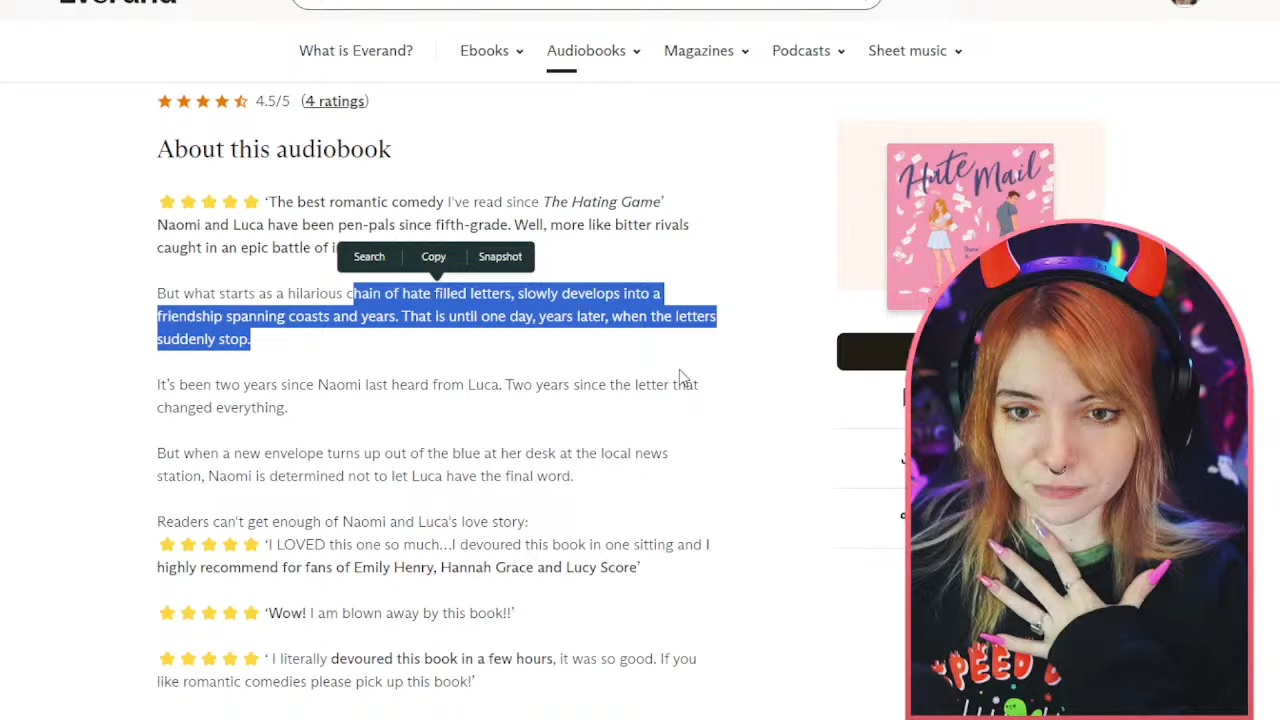 Everand
What is Everand?
Ebooks
Audiobooks
Magazines
Podcasts
Sheet music
4.5/5 (4 ratings)
About this audiobook
‘The best romantic comedy I've read since The Hating Game’
Naomi and Luca have been pen-pals since fifth-grade. Well, more like bitter rivals
caught in an epic battle of
Search
Copy
Snapshot
But what starts as a hilarious chain of hate filled letters, slowly develops into a
friendship spanning coasts and years. That is until one day, years later, when the letters
suddenly stop.
It’s been two years since Naomi last heard from Luca. Two years since the letter that
changed everything.
But when a new envelope turns up out of the blue at her desk at the local news
station, Naomi is determined not to let Luca have the final word.
Readers can't get enough of Naomi and Luca's love story:
‘I LOVED this one so much…I devoured this book in one sitting and I
highly recommend for fans of Emily Henry, Hannah Grace and Lucy Score’
‘Wow! I am blown away by this book!!’
‘ I literally devoured this book in a few hours, it was so good. If you
like romantic comedies please pick up this book!’
Hate Mail
SPEED